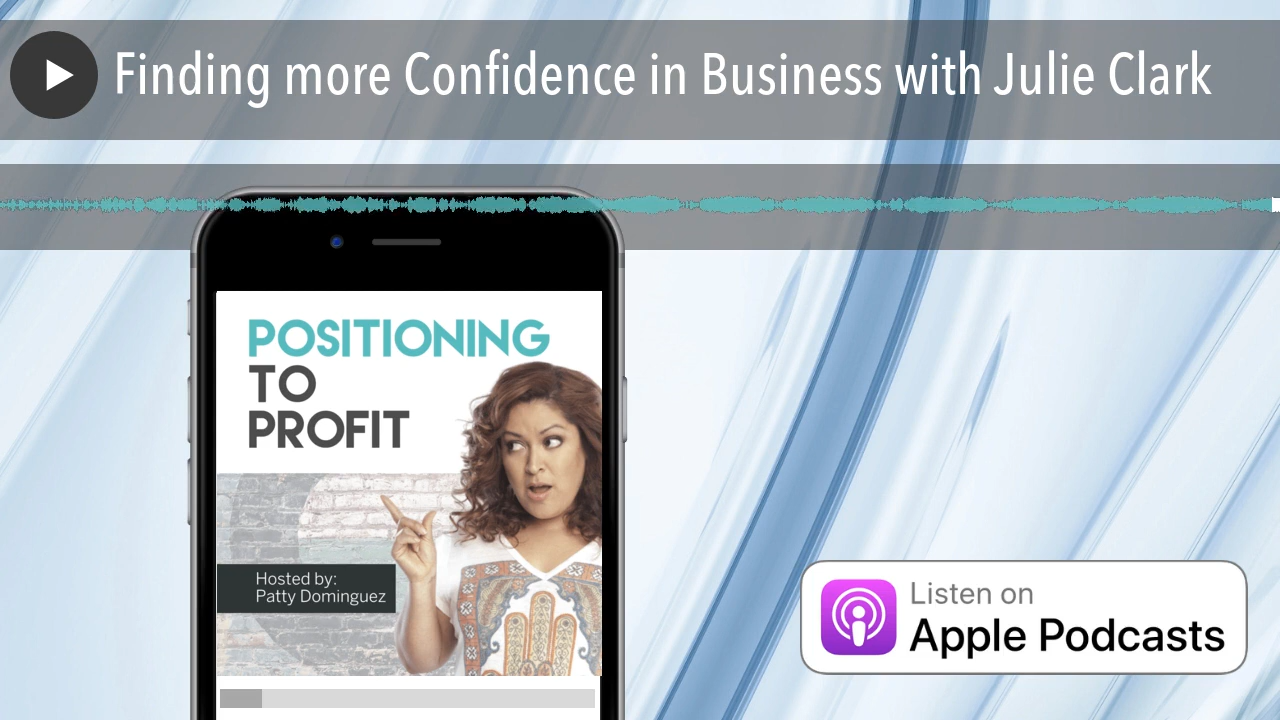 Finding more Confidence in Business with Julie Clark
POSITIONING
TO
PROFIT
Hosted by:
Patty Dominguez
Listen on
Apple Podcasts